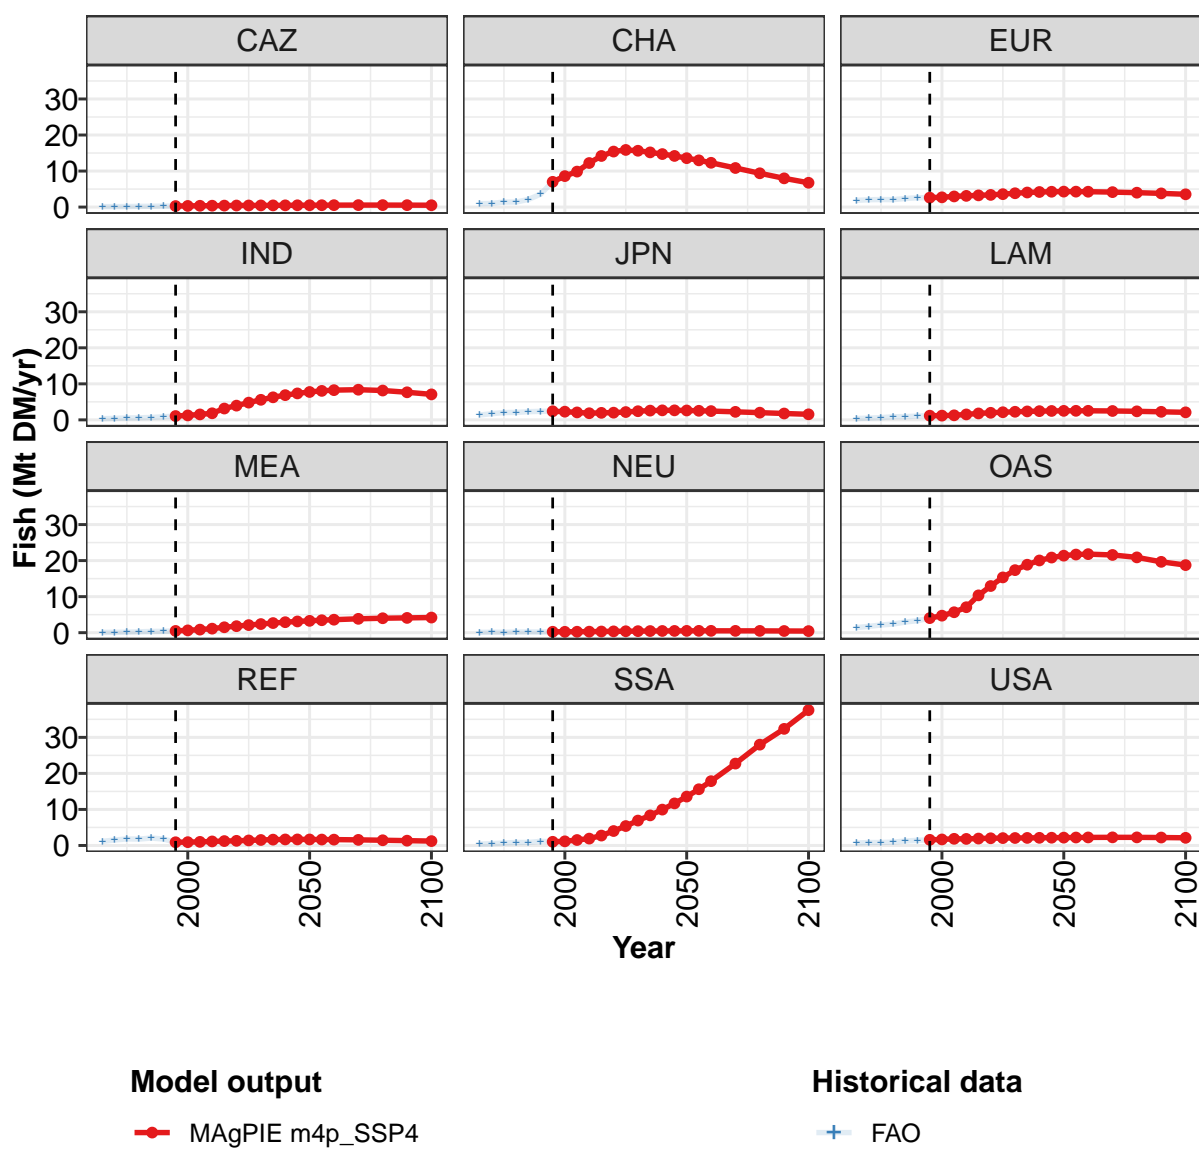 CAZ CHA EUR
30
20
10
0
IND JPN LAM
30
20
10
0
MEA NEU OAS
30
20
10
0
REF SSA USA
30
20
10
0
Fish (Mt DM/yr)
2000 2050 2100 2000 2050 2100 2000 2050 2100
Year
Model output Historical data
MAgPIE m4p_SSP4 FAO